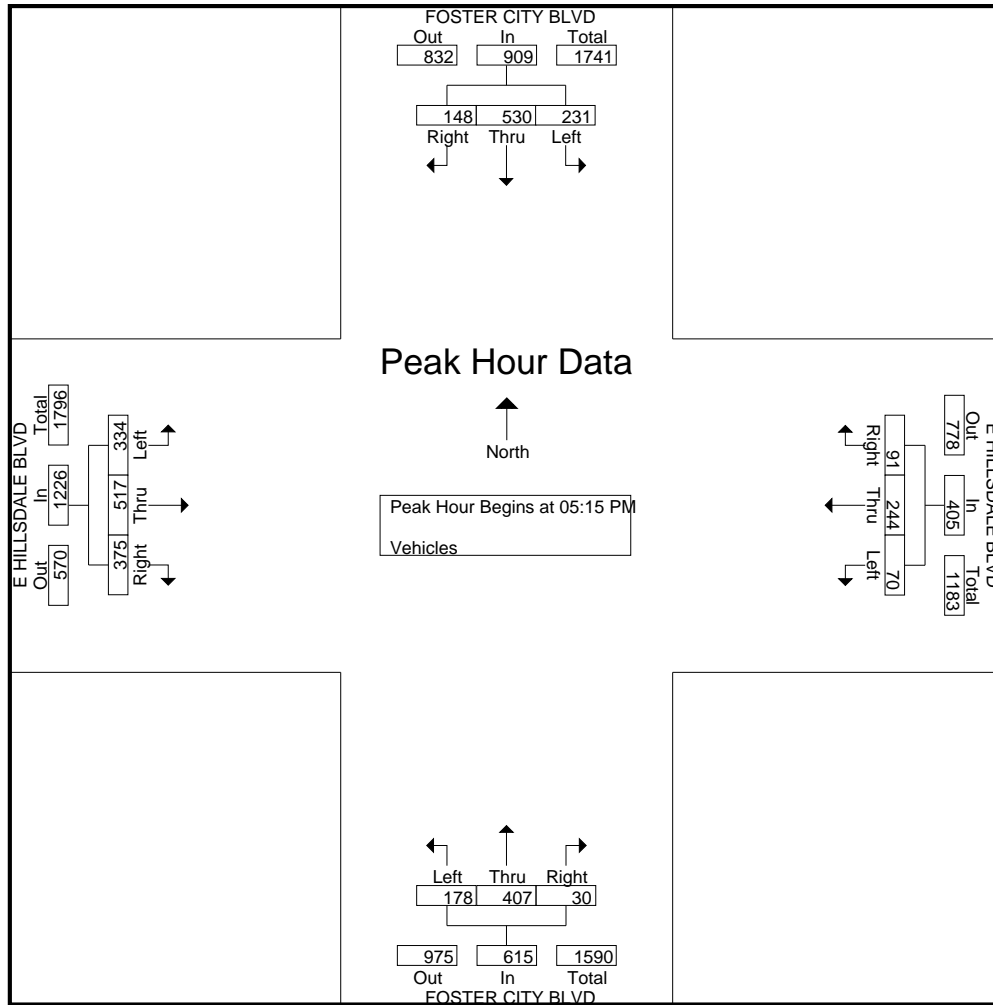 FOSTER CITY BLVD
Out In Total
832 909 1741
148 530 231
Right Thru Left
Peak Hour Data
North
Peak Hour Begins at 05:15 PM
Vehicles
E HILLSDALE BLVD
Out In Total
570 1226 1796
375 517 334
Right Thru Left
E HILLSDALE BLVD
Out In Total
778 405 1183
91 244 70
Right Thru Left
Left Thru Right
178 407 30
975 615 1590
Out In Total
FOSTER CITY BLVD